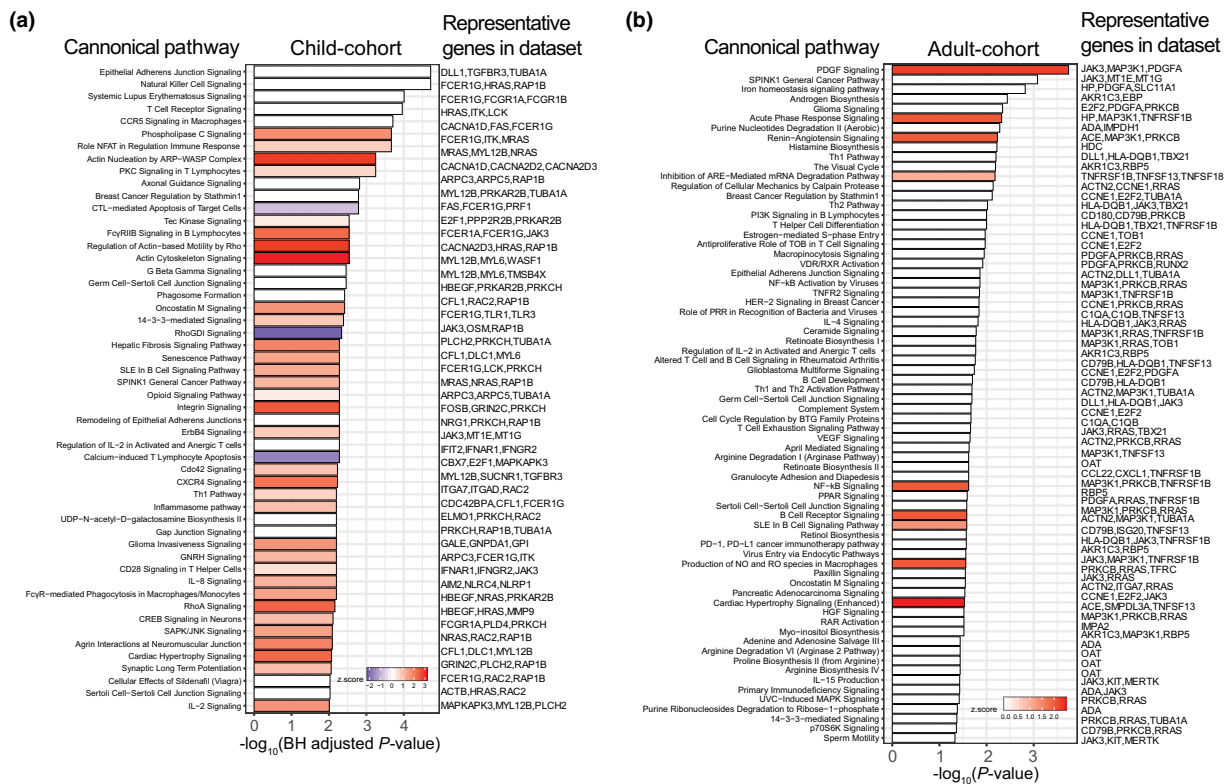 (a)
Cannonical pathway
Child-cohort
Representative
genes in dataset
Epithelial Adherens Junction Signaling
Natural Killer Cell Signaling
Systemic Lupus Erythematosus Signaling
T Cell Receptor Signaling
CCR5 Signaling in Macrophages
Phospholipase C Signaling
Role NFAT in Regulation Immune Response
Actin Nucleation by ARP−WASP Complex
PKC Signaling in T Lymphocytes
Axonal Guidance Signaling
Breast Cancer Regulation by Stathmin1
CTL−mediated Apoptosis of Target Cells
Tec Kinase Signaling
FcγRIIB Signaling in B Lymphocytes
Regulation of Actin−based Motility by Rho
Actin Cytoskeleton Signaling
G Beta Gamma Signaling
Germ Cell−Sertoli Cell Junction Signaling
Phagosome Formation
Oncostatin M Signaling
14−3−3−mediated Signaling
RhoGDI Signaling
Hepatic Fibrosis Signaling Pathway
Senescence Pathway
SLE In B Cell Signaling Pathway
SPINK1 General Cancer Pathway
Opioid Signaling Pathway
Integrin Signaling
Remodeling of Epithelial Adherens Junctions
ErbB4 Signaling
Regulation of IL−2 in Activated and Anergic T cells
Calcium−induced T Lymphocyte Apoptosis
Cdc42 Signaling
CXCR4 Signaling
Th1 Pathway
Inflammasome pathway
UDP−N−acetyl−D−galactosamine Biosynthesis II
Gap Junction Signaling
Glioma Invasiveness Signaling
GNRH Signaling
CD28 Signaling in T Helper Cells
IL−8 Signaling
FcγR−mediated Phagocytosis in Macrophages/Monocytes
RhoA Signaling
CREB Signaling in Neurons
SAPK/JNK Signaling
Agrin Interactions at Neuromuscular Junction
Cardiac Hypertrophy Signaling
Synaptic Long Term Potentiation
Cellular Effects of Sildenafil (Viagra)
Sertoli Cell−Sertoli Cell Junction Signaling
IL−2 Signaling
DLL1,TGFBR3,TUBA1A
FCER1G,HRAS,RAP1B
FCER1G,FCGR1A,FCGR1B
HRAS,ITK,LCK
CACNA1D,FAS,FCER1G
FCER1G,ITK,MRAS
MRAS,MYL12B,NRAS
CACNA1D,CACNA2D2,CACNA2D3
ARPC3,ARPC5,RAP1B
MYL12B,PRKAR2B,TUBA1A
FAS,FCER1G,PRF1
E2F1,PPP2R2B,PRKAR2B
FCER1A,FCER1G,JAK3
CACNA2D3,HRAS,RAP1B
MYL12B,MYL6,WASF1
MYL12B,MYL6,TMSB4X
HBEGF,PRKAR2B,PRKCH
CFL1,RAC2,RAP1B
FCER1G,TLR1,TLR3
JAK3,OSM,RAP1B
PLCH2,PRKCH,TUBA1A
CFL1,DLC1,MYL6
FCER1G,LCK,PRKCH
MRAS,NRAS,RAP1B
ARPC3,ARPC5,TUBA1A
FOSB,GRIN2C,PRKCH
NRG1,PRKCH,RAP1B
JAK3,MT1E,MT1G
IFIT2,IFNAR1,IFNGR2
CBX7,E2F1,MAPKAPK3
MYL12B,SUCNR1,TGFBR3
ITGA7,ITGAD,RAC2
CDC42BPA,CFL1,FCER1G
ELMO1,PRKCH,RAC2
PRKCH,RAP1B,TUBA1A
GALE,GNPDA1,GPI
ARPC3,FCER1G,ITK
IFNAR1,IFNGR2,JAK3
AIM2,NLRC4,NLRP1
HBEGF,NRAS,PRKAR2B
HBEGF,HRAS,MMP9
FCGR1A,PLD4,PRKCH
NRAS,RAC2,RAP1B
CFL1,DLC1,MYL12B
GRIN2C,PLCH2,RAP1B
FCER1G,RAC2,RAP1B
ACTB,HRAS,RAC2
MAPKAPK3,MYL12B,PLCH2
z.score
−2 −1 0 1 2 3
0 1 2 3 4
-log10(BH adjusted P-value)
(b)
Cannonical pathway
Adult-cohort
Representative
genes in dataset
PDGF Signaling
SPINK1 General Cancer Pathway
Iron homeostasis signaling pathway
Androgen Biosynthesis
Glioma Signaling
Acute Phase Response Signaling
Purine Nucleotides Degradation II (Aerobic)
Renin−Angiotensin Signaling
Histamine Biosynthesis
Th1 Pathway
The Visual Cycle
Inhibition of ARE−Mediated mRNA Degradation Pathway
Regulation of Cellular Mechanics by Calpain Protease
Breast Cancer Regulation by Stathmin1
Th2 Pathway
PI3K Signaling in B Lymphocytes
T Helper Cell Differentiation
Estrogen−mediated S−phase Entry
Antiproliferative Role of TOB in T Cell Signaling
Macropinocytosis Signaling
VDR/RXR Activation
Epithelial Adherens Junction Signaling
NF−kB Activation by Viruses
TNFR2 Signaling
HER−2 Signaling in Breast Cancer
Role of PRR in Recognition of Bacteria and Viruses
IL−4 Signaling
Ceramide Signaling
Retinoate Biosynthesis I
Regulation of IL−2 in Activated and Anergic T cells
Altered T Cell and B Cell Signaling in Rheumatoid Arthritis
Glioblastoma Multiforme Signaling
B Cell Development
Th1 and Th2 Activation Pathway
Germ Cell−Sertoli Cell Junction Signaling
Complement System
Cell Cycle Regulation by BTG Family Proteins
T Cell Exhaustion Signaling Pathway
VEGF Signaling
April Mediated Signaling
Arginine Degradation I (Arginase Pathway)
Retinoate Biosynthesis II
Granulocyte Adhesion and Diapedesis
NF−kB Signaling
PPAR Signaling
Sertoli Cell−Sertoli Cell Junction Signaling
B Cell Receptor Signaling
SLE In B Cell Signaling Pathway
Retinol Biosynthesis
PD−1, PD−L1 cancer immunotherapy pathway
Virus Entry via Endocytic Pathways
Production of NO and RO species in Macrophages
Paxillin Signaling
Oncostatin M Signaling
Pancreatic Adenocarcinoma Signaling
Cardiac Hypertrophy Signaling (Enhanced)
HGF Signaling
RAR Activation
Myo−inositol Biosynthesis
Adenine and Adenosine Salvage III
Arginine Degradation VI (Arginase 2 Pathway)
Proline Biosynthesis II (from Arginine)
Arginine Biosynthesis IV
IL−15 Production
Primary Immunodeficiency Signaling
UVC−Induced MAPK Signaling
Purine Ribonucleosides Degradation to Ribose−1−phosphate
14−3−3−mediated Signaling
p70S6K Signaling
Sperm Motility
JAK3,MAP3K1,PDGFA
JAK3,MT1E,MT1G
HP,PDGFA,SLC11A1
AKR1C3,EBP
E2F2,PDGFA,PRKCB
HP,MAP3K1,TNFRSF1B
ADA,IMPDH1
ACE,MAP3K1,PRKCB
HDC
DLL1,HLA-DQB1,TBX21
AKR1C3,RBP5
TNFRSF1B,TNFSF13,TNFSF18
ACTN2,CCNE1,RRAS
CCNE1,E2F2,TUBA1A
HLA-DQB1,JAK3,TBX21
CD180,CD79B,PRKCB
HLA-DQB1,TBX21,TNFRSF1B
CCNE1,TOB1
CCNE1,E2F2
PDGFA,PRKCB,RRAS
PDGFA,PRKCB,RUNX2
ACTN2,DLL1,TUBA1A
MAP3K1,PRKCB,RRAS
MAP3K1,TNFRSF1B
CCNE1,PRKCB,RRAS
C1QA,C1QB,TNFSF13
HLA-DQB1,JAK3,RRAS
MAP3K1,RRAS,TNFRSF1B
MAP3K1,RRAS,TOB1
AKR1C3,RBP5
CD79B,HLA-DQB1,TNFSF13
CCNE1,E2F2,PDGFA
CD79B,HLA-DQB1
ACTN2,MAP3K1,TUBA1A
DLL1,HLA-DQB1,JAK3
CCNE1,E2F2
C1QA,C1QB
JAK3,RRAS,TBX21
ACTN2,PRKCB,RRAS
MAP3K1,TNFSF13
OAT
CCL22,CXCL1,TNFRSF1B
MAP3K1,PRKCB,TNFRSF1B
RBP5
PDGFA,RRAS,TNFRSF1B
MAP3K1,PRKCB,RRAS
ACTN2,MAP3K1,TUBA1A
CD79B,ISG20,TNFSF13
HLA-DQB1,JAK3,TNFRSF1B
AKR1C3,RBP5
JAK3,MAP3K1,TNFRSF1B
PRKCB,RRAS,TFRC
JAK3,RRAS
ACTN2,ITGA7,RRAS
CCNE1,E2F2,JAK3
ACE,SMPDL3A,TNFSF13
MAP3K1,PRKCB,RRAS
IMPA2
AKR1C3,MAP3K1,RBP5
ADA
OAT
OAT
OAT
JAK3,KIT,MERTK
ADA,JAK3
PRKCB,RRAS
ADA
PRKCB,RRAS,TUBA1A
CD79B,PRKCB,RRAS
JAK3,KIT,MERTK
z.score
0.0 0.5 1.0 1.5 2.0
0 1 2 3
-log10(P-value)